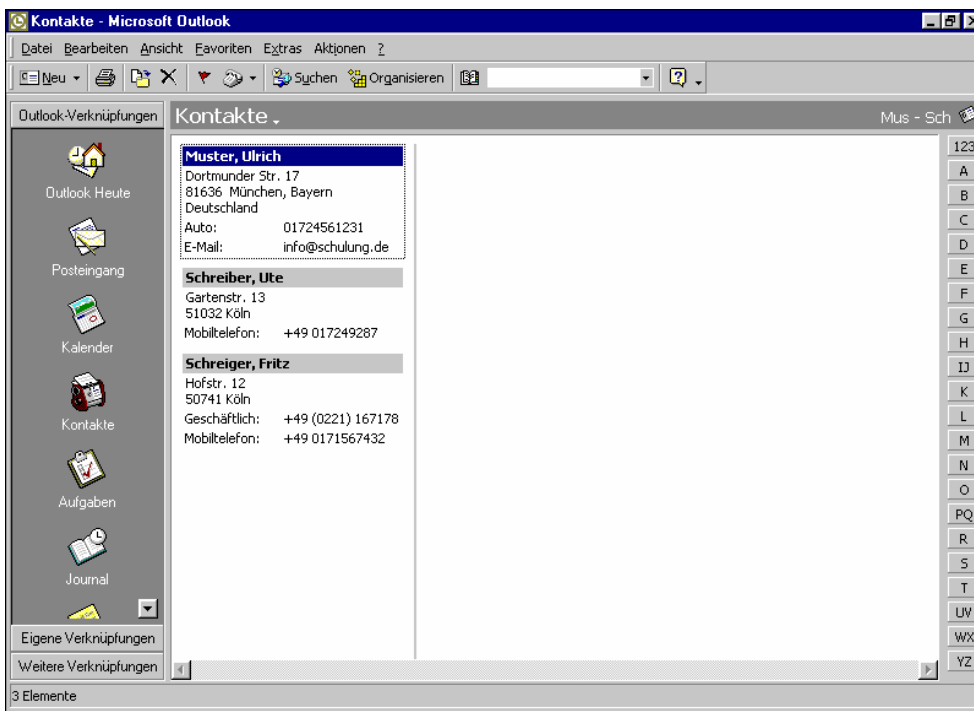 Kontakte - Microsoft Outlook
Datei Bearbeiten Ansicht Favoriten Extras Aktionen ?
Neu Suchen Organisieren
Outlook-Verknüpfungen
Kontakte
Mus - Sch
Outlook Heute
Posteingang
Kalender
Kontakte
Aufgaben
Journal
Eigene Verknüpfungen
Weitere Verknüpfungen
Muster, Ulrich
Dortmunder Str. 17
81636 München, Bayern
Deutschland
Auto: 01724561231
E-Mail: info@schulung.de
Schreiber, Ute
Gartenstr. 13
51032 Köln
Mobiltelefon: +49 017249287
Schreiger, Fritz
Hofstr. 12
50741 Köln
Geschäftlich: +49 (0221) 167178
Mobiltelefon: +49 0171567432
123
A
B
C
D
E
F
G
H
IJ
K
L
M
N
O
PQ
R
S
T
UV
WX
YZ
3 Elemente